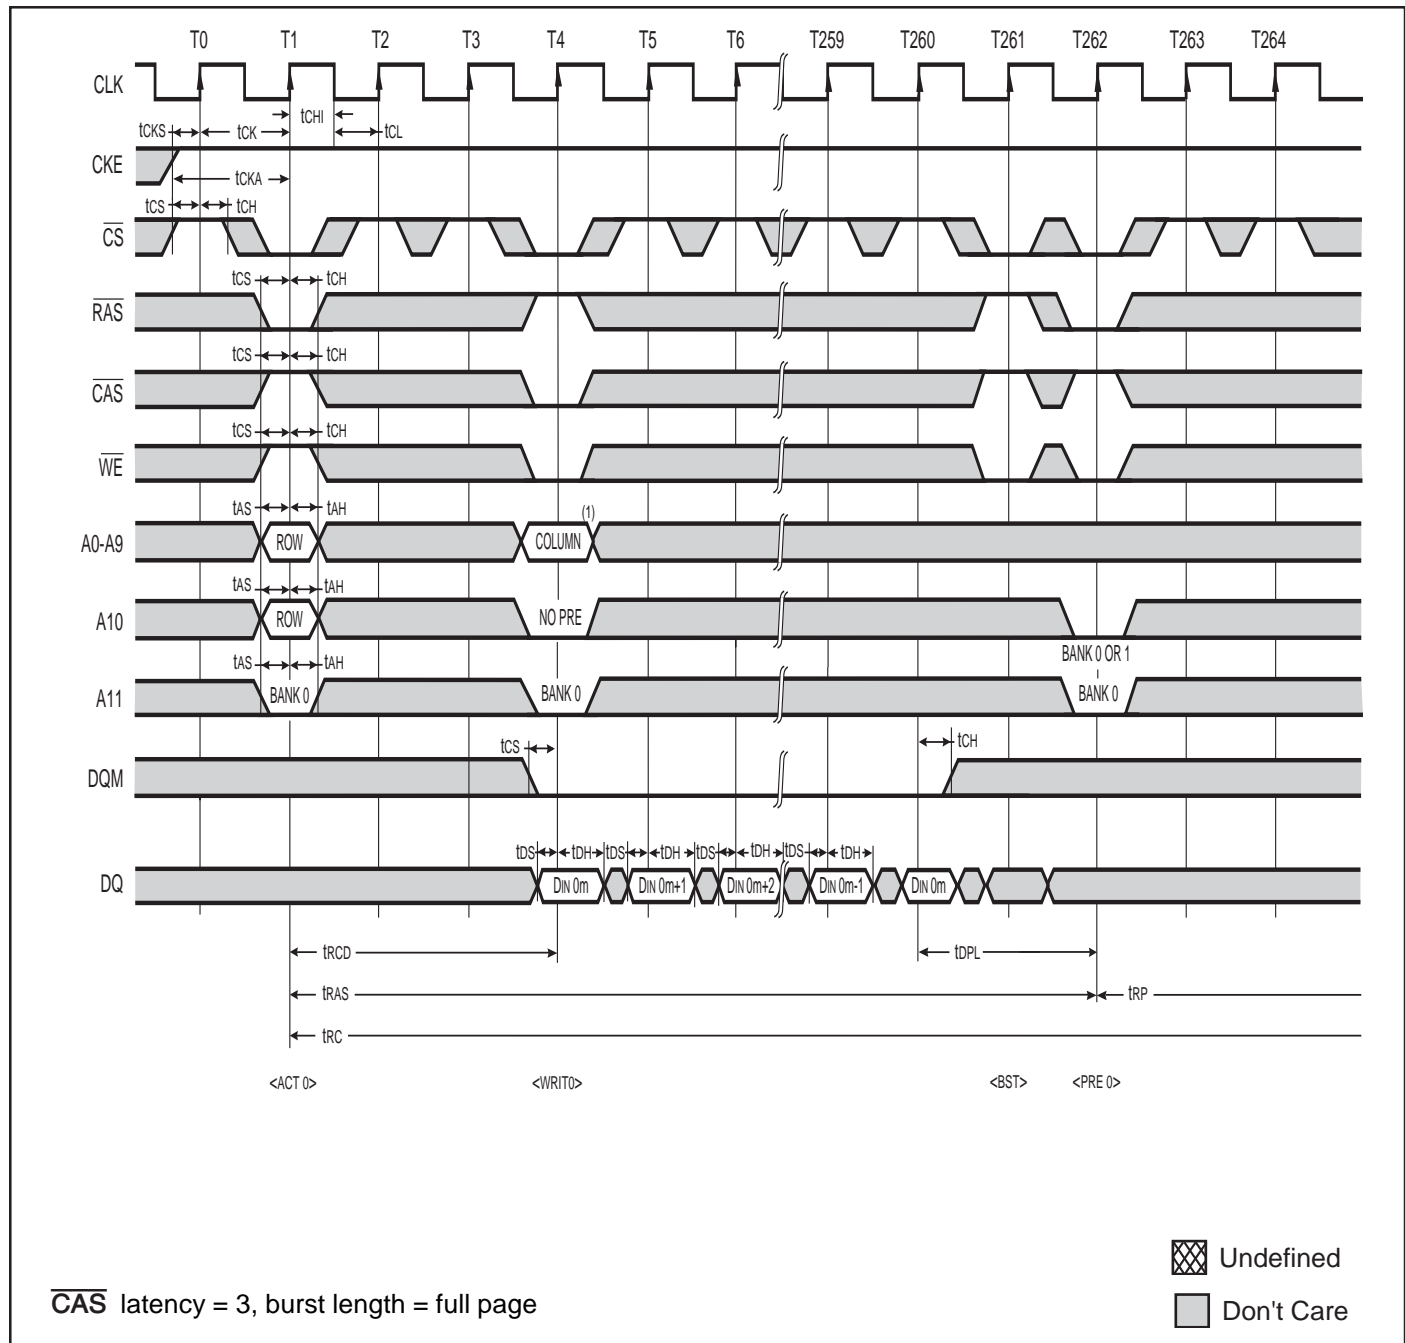 T0 T1 T2 T3 T4 T5 T6 T259 T260 T261 T262 T263 T264
CLK
tCHI
tCKS tCK tCL
CKE
tCKA
tCS tCH
CS
tCS tCH
RAS
tCS tCH
CAS
tCS tCH
WE
tAS tAH (1)
A0-A9 ROW COLUMN
tAS tAH
A10 ROW NO PRE
BANK 0 OR 1
tAS tAH
A11 BANK 0 BANK 0 BANK 0
tCS tCH
DQM
tDS tDH tDS tDH tDS tDH tDS tDH
DQ DIN 0m DIN 0m+1 DIN 0m+2 DIN 0m-1 DIN 0m
tRCD tDPL
tRAS tRP
tRC
<ACT 0> <WRIT0> <BST> <PRE 0>
Undefined
CAS latency = 3, burst length = full page
Don't Care